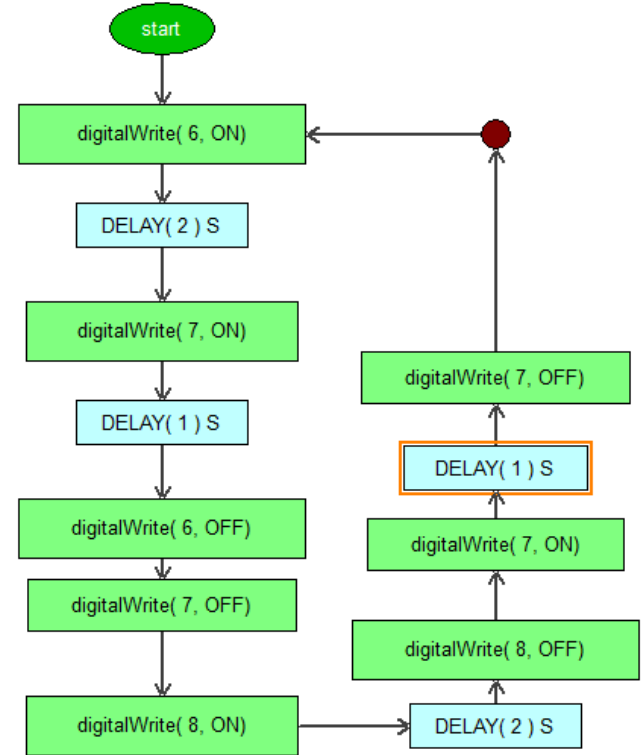 start
digitalWrite( 6, ON)
DELAY( 2 ) S
digitalWrite( 7, ON)
DELAY( 1 ) S
digitalWrite( 6, OFF)
digitalWrite( 7, OFF)
digitalWrite( 8, ON)
DELAY( 2 ) S
digitalWrite( 8, OFF)
digitalWrite( 7, ON)
DELAY( 1 ) S
digitalWrite( 7, OFF)